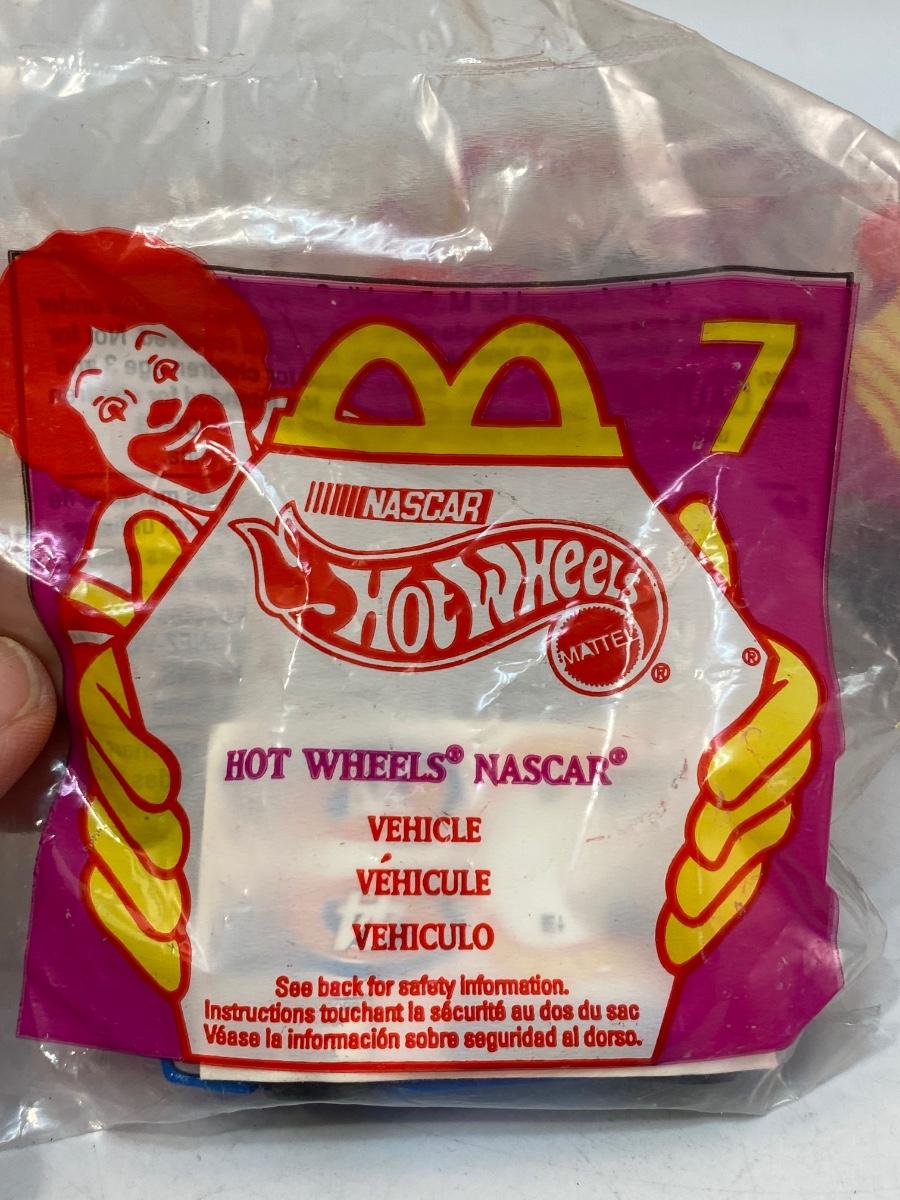 7
NASCAR
HOT WHEELS
MATTEL
®
®
HOT WHEELS® NASCAR®
VEHICLE
VÉHICULE
VEHICULO
See back for safety information.
Instructions touchant la sécurité au dos du sac
Véase la información sobre seguridad al dorso.